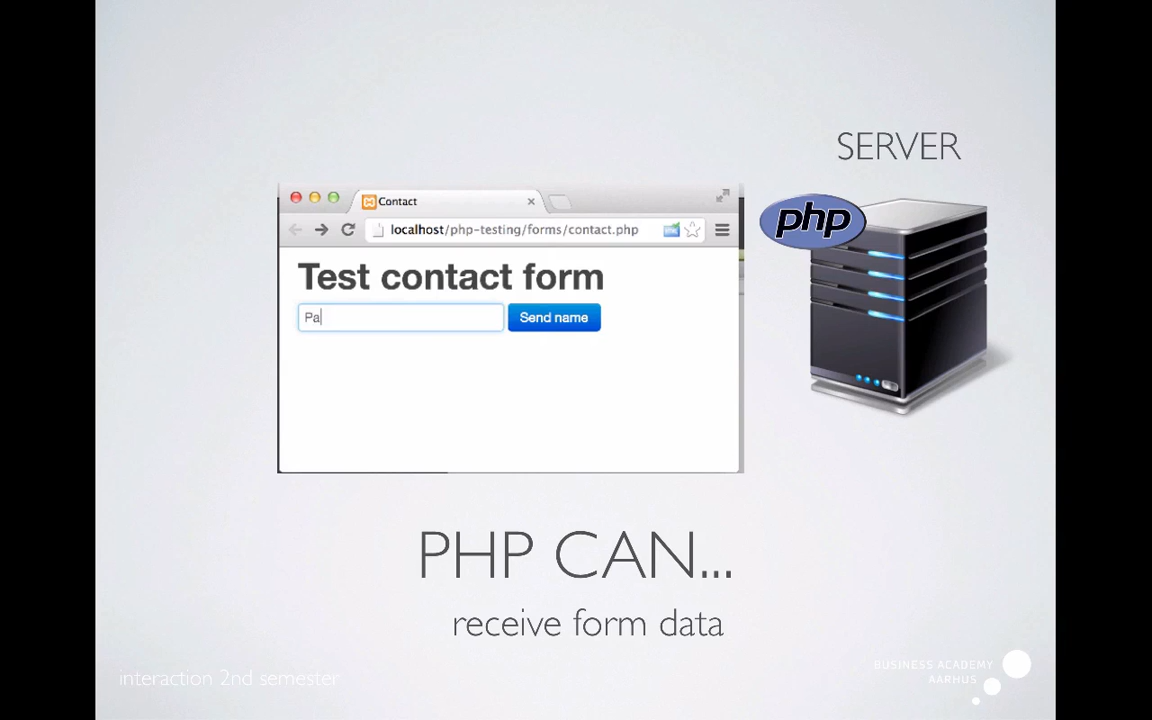 SERVER
php
Contact
localhost/php-testing/forms/contact.php
Test contact form
Pa
Send name
PHP CAN...
receive form data
interaction 2nd semester
BUSINESS ACADEMY
AARHUS